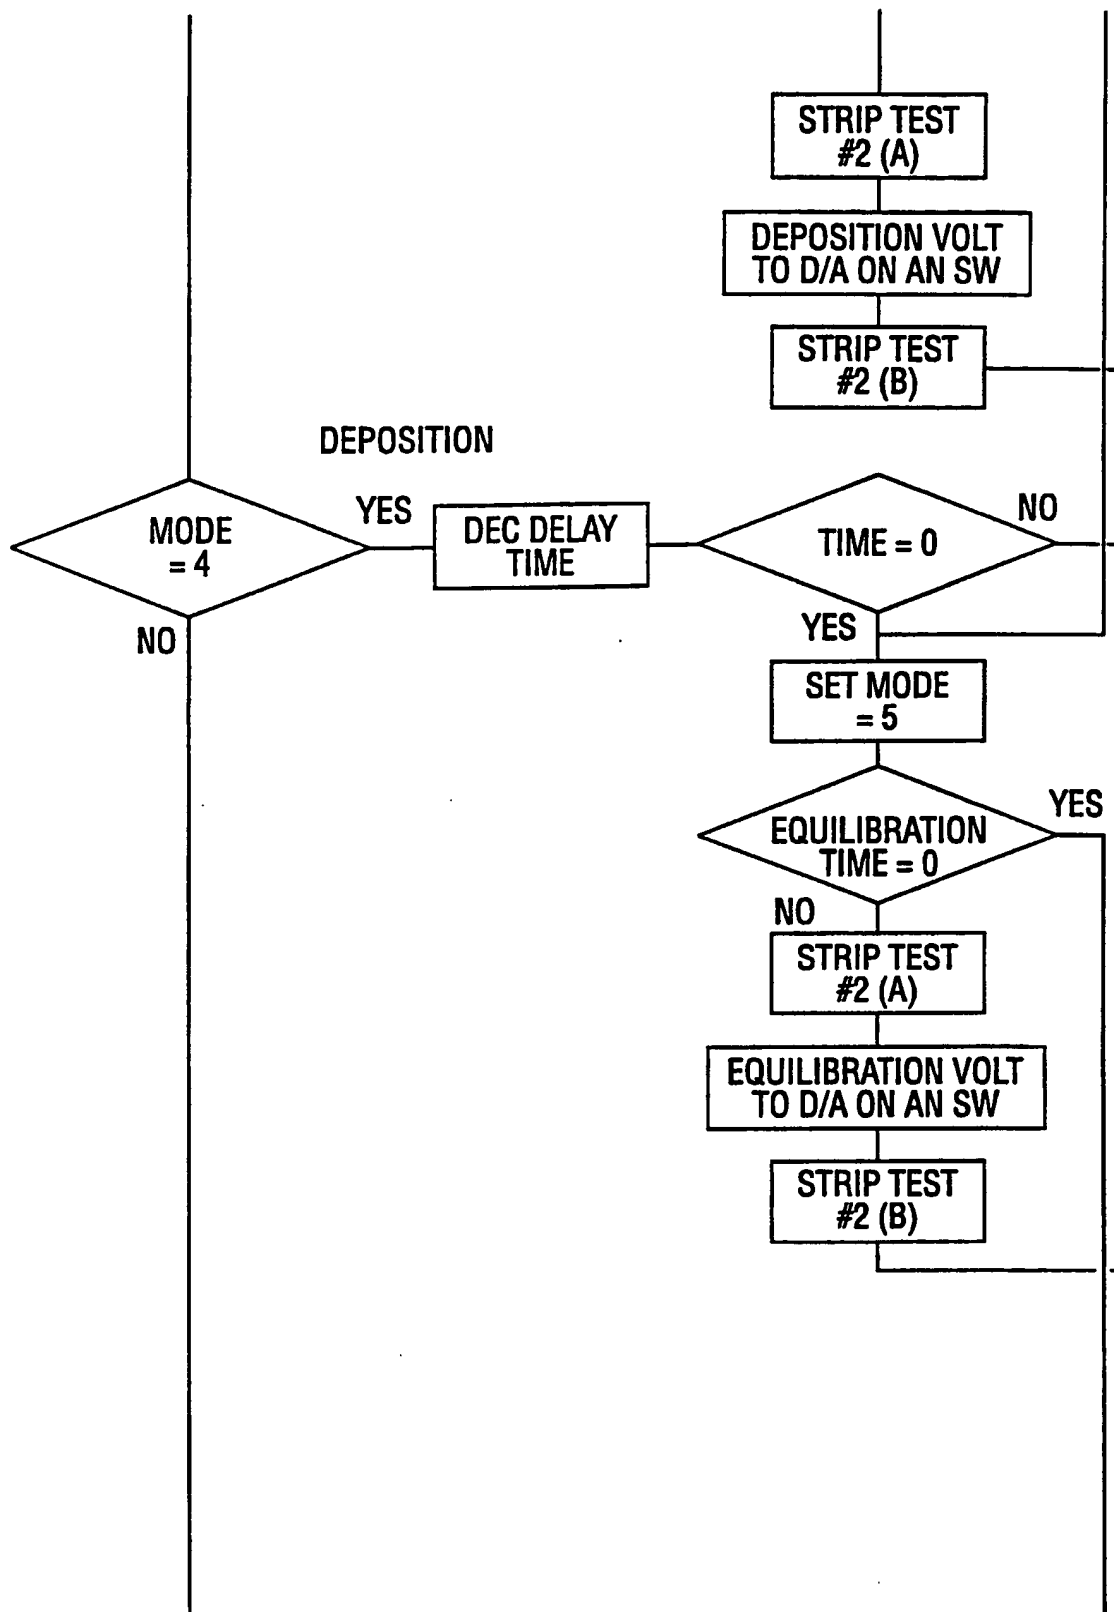 STRIP TEST
#2 (A)
DEPOSITION VOLT
TO D/A ON AN SW
STRIP TEST
#2 (B)
DEPOSITION
MODE
= 4
YES
NO
DEC DELAY
TIME
TIME = 0
NO
YES
SET MODE
= 5
EQUILIBRATION
TIME = 0
YES
NO
STRIP TEST
#2 (A)
EQUILIBRATION VOLT
TO D/A ON AN SW
STRIP TEST
#2 (B)